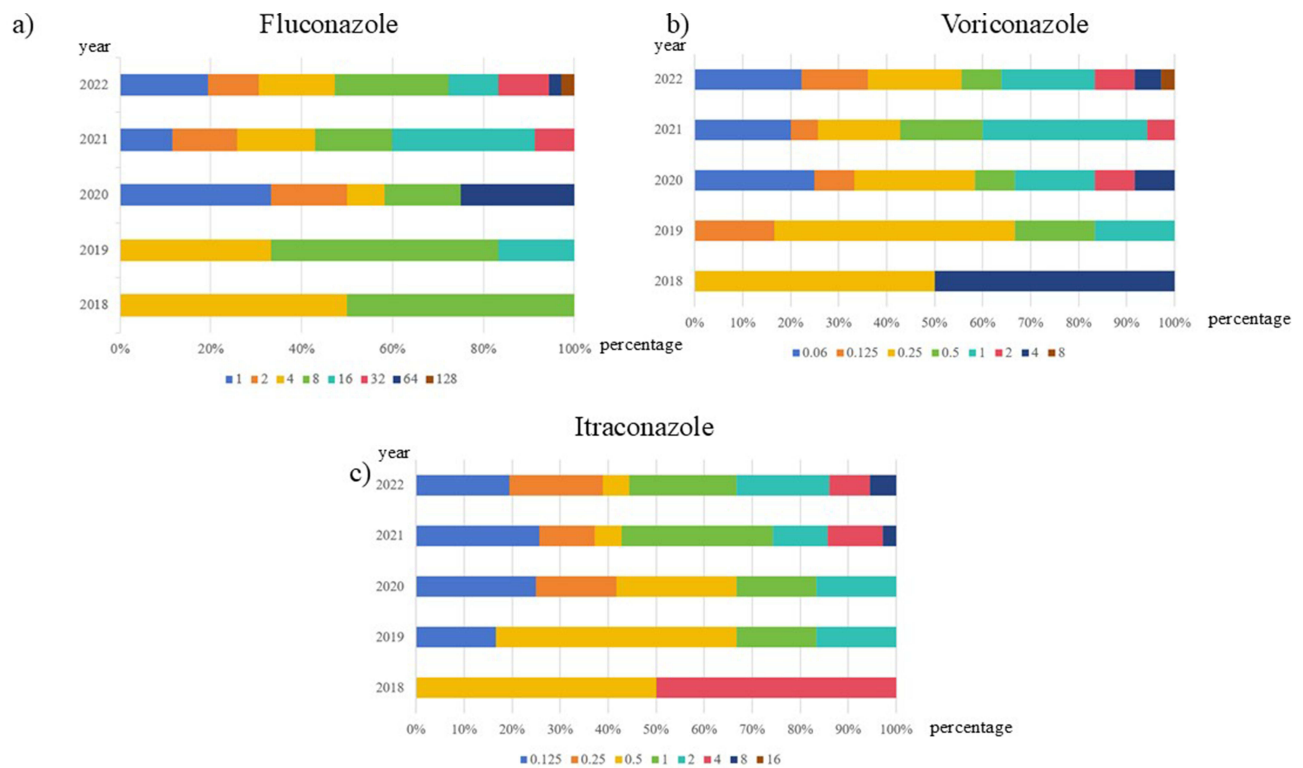 a)
Fluconazole
year
2022
2021
2020
2019
2018
0% 20% 40% 60% 80% 100%
percentage
1 2 4 8 16 32 64 128
b)
Voriconazole
year
2022
2021
2020
2019
2018
0% 10% 20% 30% 40% 50% 60% 70% 80% 90% 100%
percentage
0.06 0.125 0.25 0.5 1 2 4 8
Itraconazole
c)
year
2022
2021
2020
2019
2018
0% 10% 20% 30% 40% 50% 60% 70% 80% 90% 100%
percentage
0.125 0.25 0.5 1 2 4 8 16